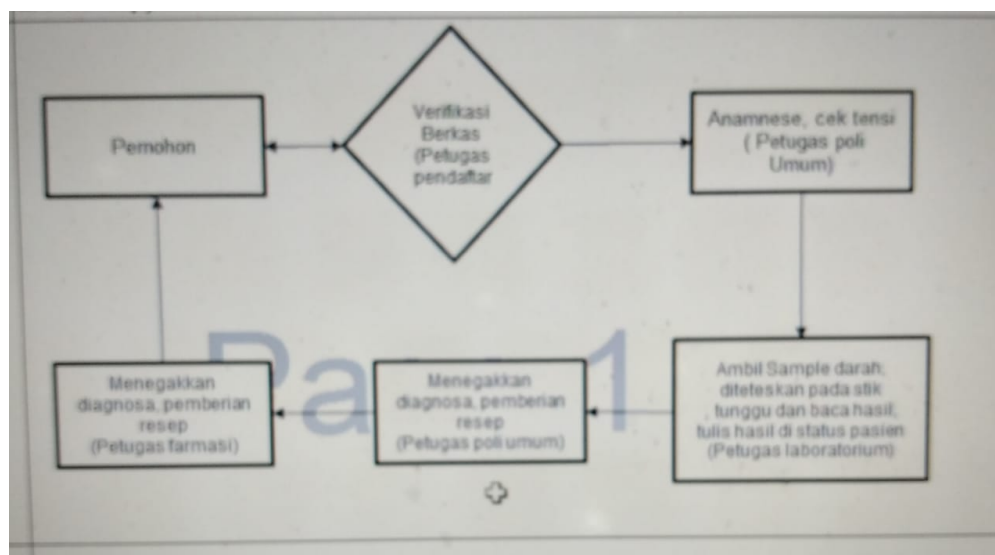 Pemohon
Verifikasi
Berkas
(Petugas
pendaftar
Anamnese, cek tensi
( Petugas poli
Umum)
Ambil Sample darah,
diteteskan pada stik
, tunggu dan baca hasil,
tulis hasil di status pasien
(Petugas laboratorium)
Menegakkan
diagnosa, pemberian
resep
(Petugas poli umum)
Menegakkan
diagnosa, pemberian
resep
(Petugas farmasi)
1